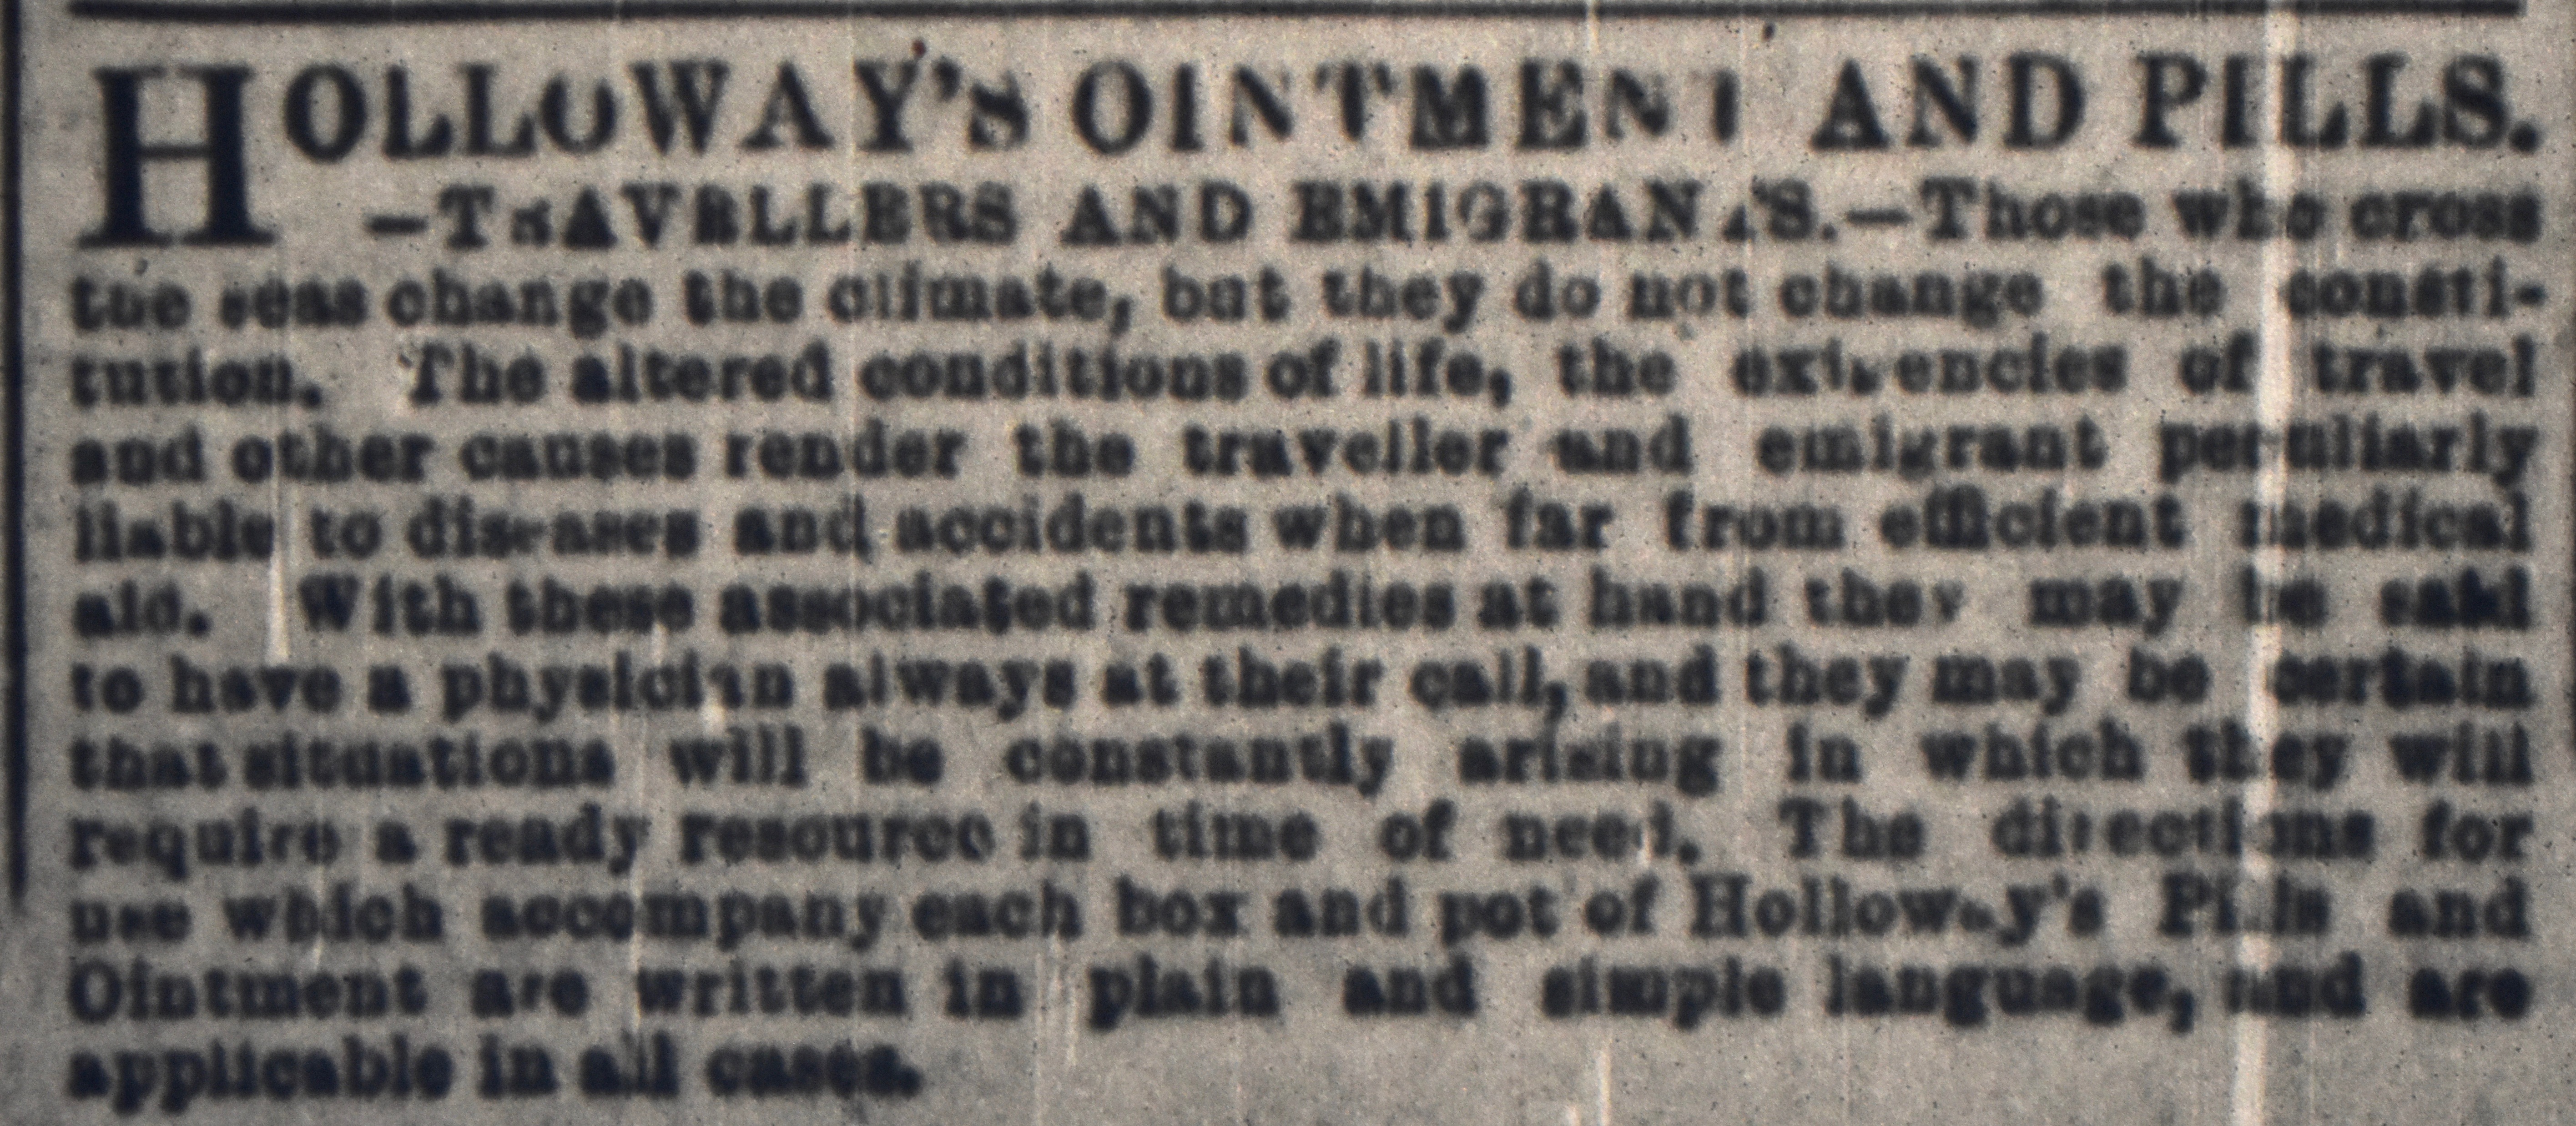 HOLLOWAY'S OINTMENT AND PILLS.
—TRAVELLERS AND EMIGRANTS.—Those who cross
the seas change the climate, but they do not change the consti-
tution. The altered conditions of life, the exigencies of travel
and other causes render the traveller and emigrant peculiarly
liable to diseases and accidents when far from efficient medical
aid. With these associated remedies at hand they may be said
to have a physician always at their call, and they may be certain
that situations will be constantly arising in which they will
require a ready resource in time of need. The directions for
use which accompany each box and pot of Holloway's Pills and
Ointment are written in plain and simple language, and are
applicable in all cases.